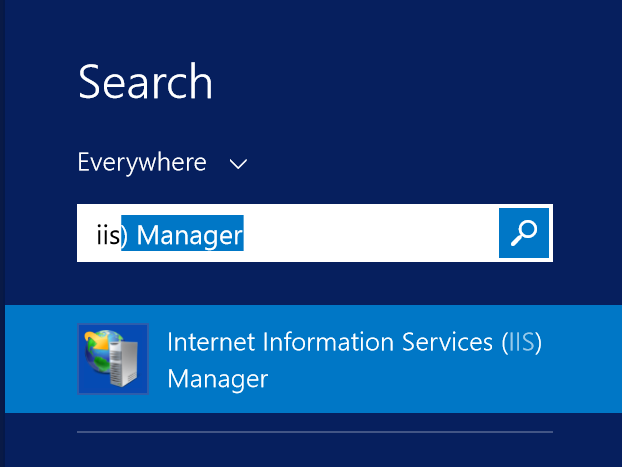 Search
Everywhere
iis) Manager
Internet Information Services (IIS)
Manager